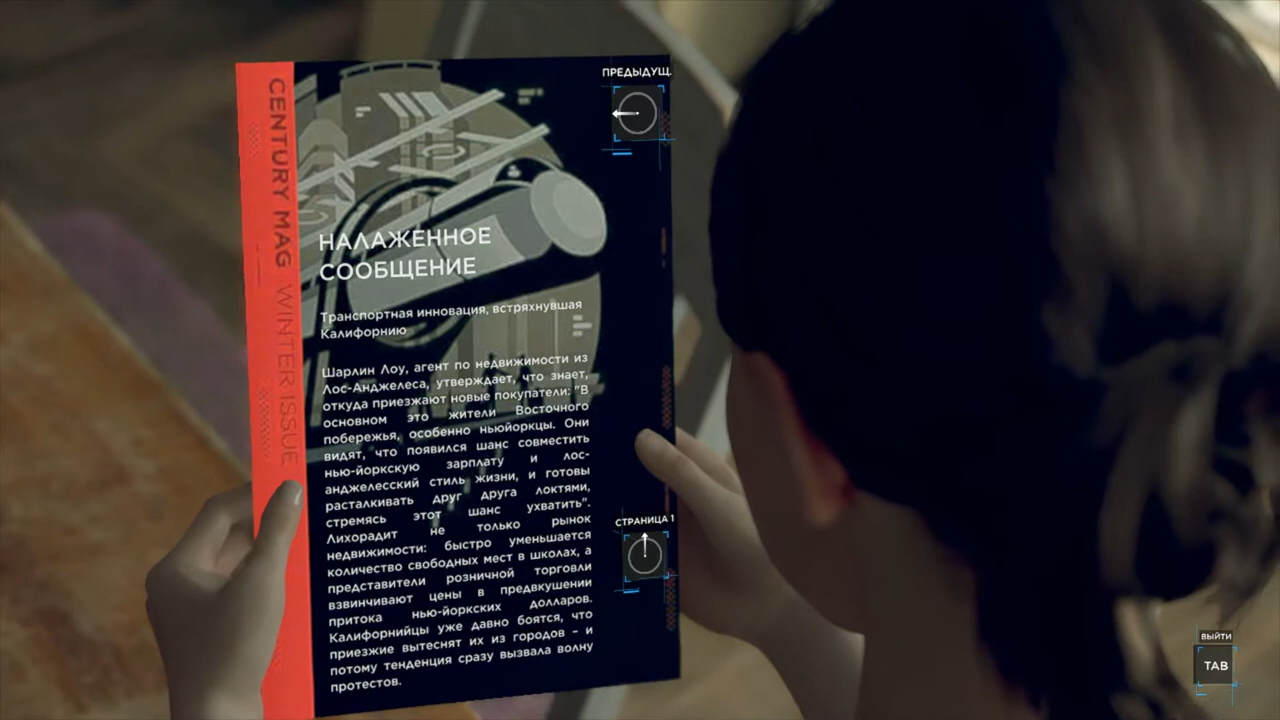 CENTURY MAG WINTER ISSUE
ПРЕДЫДУЩ.
НАЛАЖЕННОЕ
СООБЩЕНИЕ
Транспортная инновация, встряхнувшая
Калифорнию
Шарлин Лоу, агент по недвижимости из
Лос-Анджелеса, утверждает, что знает,
откуда приезжают новые покупатели: "В
основном это жители Восточного
побережья, особенно ньюйоркцы. Они
видят, что появился шанс совместить
нью-йоркскую зарплату и лос-
анджелесский стиль жизни, и готовы
расталкивать друг друга локтями,
стремясь этот шанс ухватить".
Лихорадит не только рынок
недвижимости: быстро уменьшается
количество свободных мест в школах, а
представители розничной торговли
взвинчивают цены в предвкушении
притока нью-йоркских долларов.
Калифорнийцы уже давно боятся, что
приезжие вытеснят их из городов – и
потому тенденция сразу вызвала волну
протестов.
СТРАНИЦА 1
ВЫЙТИ
TAB